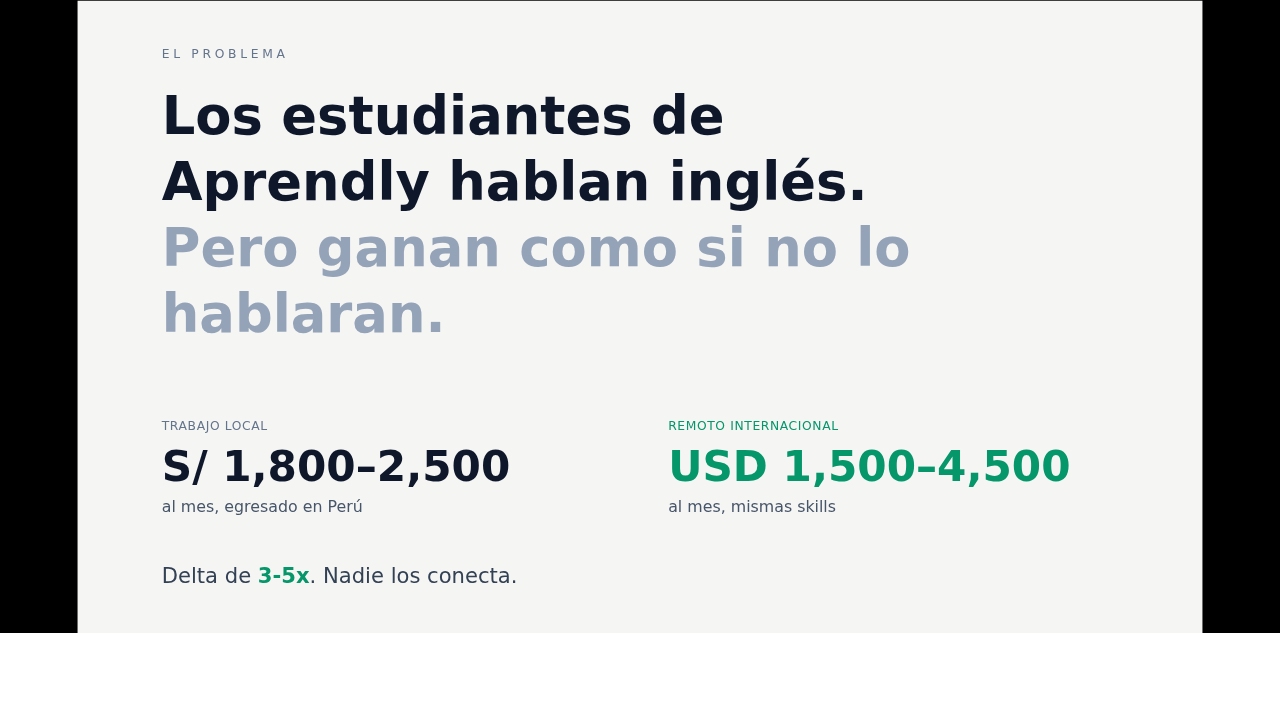 EL PROBLEMA
Los estudiantes de
Aprendly hablan inglés.
Pero ganan como si no lo
hablaran.
TRABAJO LOCAL
S/ 1,800–2,500
al mes, egresado en Perú
REMOTO INTERNACIONAL
USD 1,500–4,500
al mes, mismas skills
Delta de 3-5x. Nadie los conecta.